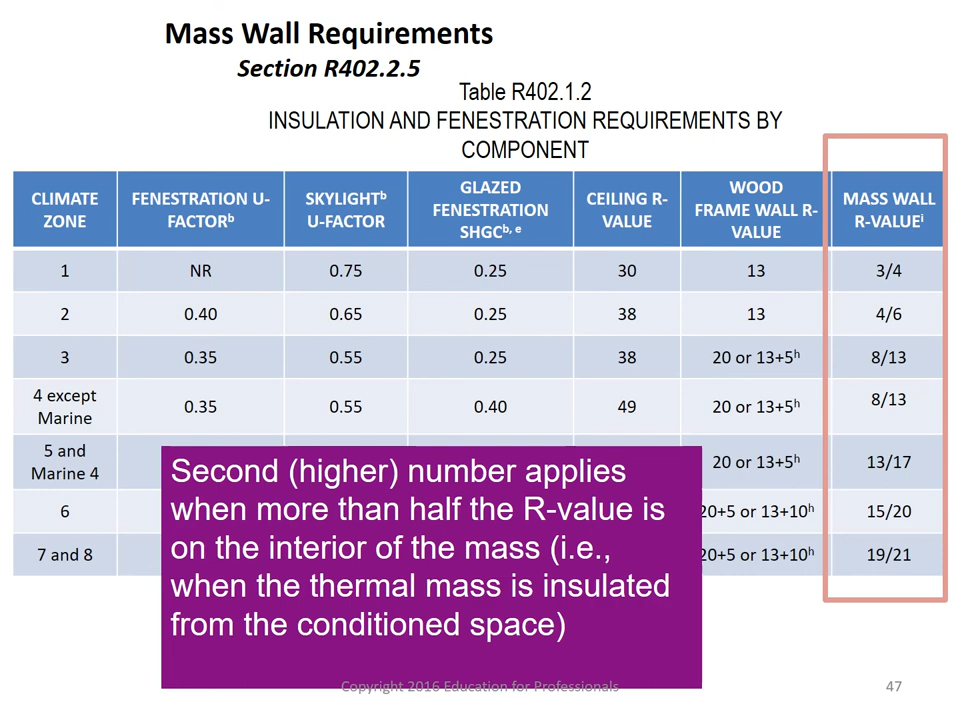 Mass Wall Requirements
Section R402.2.5
Table R402.1.2
INSULATION AND FENESTRATION REQUIREMENTS BY
COMPONENT
CLIMATE ZONE | FENESTRATION U-FACTORᵇ | SKYLIGHTᵇ U-FACTOR | GLAZED FENESTRATION SHGCᵇ, ᵉ | CEILING R-VALUE | WOOD FRAME WALL R-VALUE | MASS WALL R-VALUEⁱ
1 | NR | 0.75 | 0.25 | 30 | 13 | 3/4
2 | 0.40 | 0.65 | 0.25 | 38 | 13 | 4/6
3 | 0.35 | 0.55 | 0.25 | 38 | 20 or 13+5ʰ | 8/13
4 except Marine | 0.35 | 0.55 | 0.40 | 49 | 20 or 13+5ʰ | 8/13
5 and Marine 4 | 20 or 13+5ʰ | 13/17
6 | 20+5 or 13+10ʰ | 15/20
7 and 8 | 20+5 or 13+10ʰ | 19/21
Second (higher) number applies
when more than half the R-value is
on the interior of the mass (i.e.,
when the thermal mass is insulated
from the conditioned space)
Copyright 2016 Education for Professionals
47